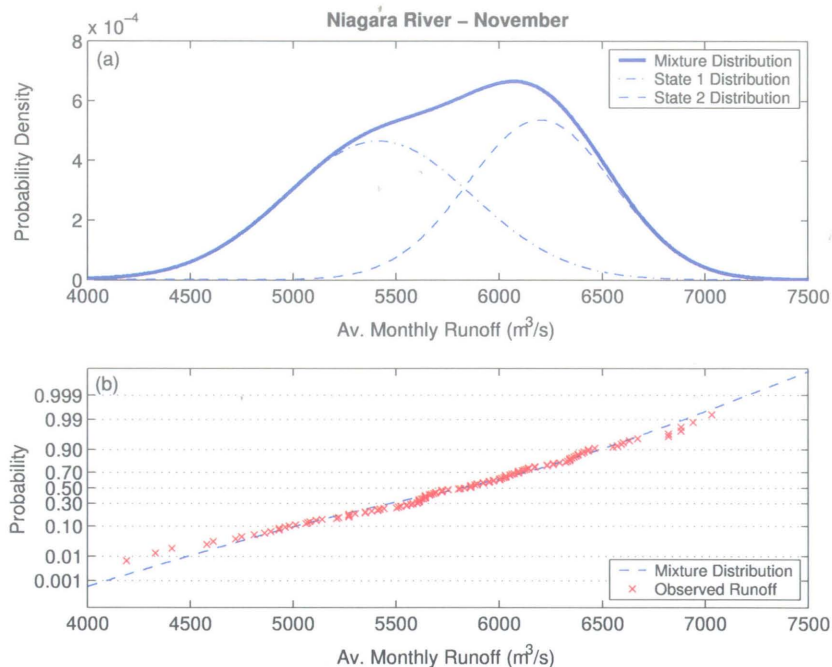 Niagara River – November
x 10⁻⁴
(a)
8
6
4
2
0
Probability Density
Mixture Distribution
State 1 Distribution
State 2 Distribution
4000 4500 5000 5500 6000 6500 7000 7500
Av. Monthly Runoff (m³/s)
(b)
0.999
0.99
0.90
0.70
0.50
0.30
0.10
0.01
0.001
Probability
Mixture Distribution
Observed Runoff
4000 4500 5000 5500 6000 6500 7000 7500
Av. Monthly Runoff (m³/s)